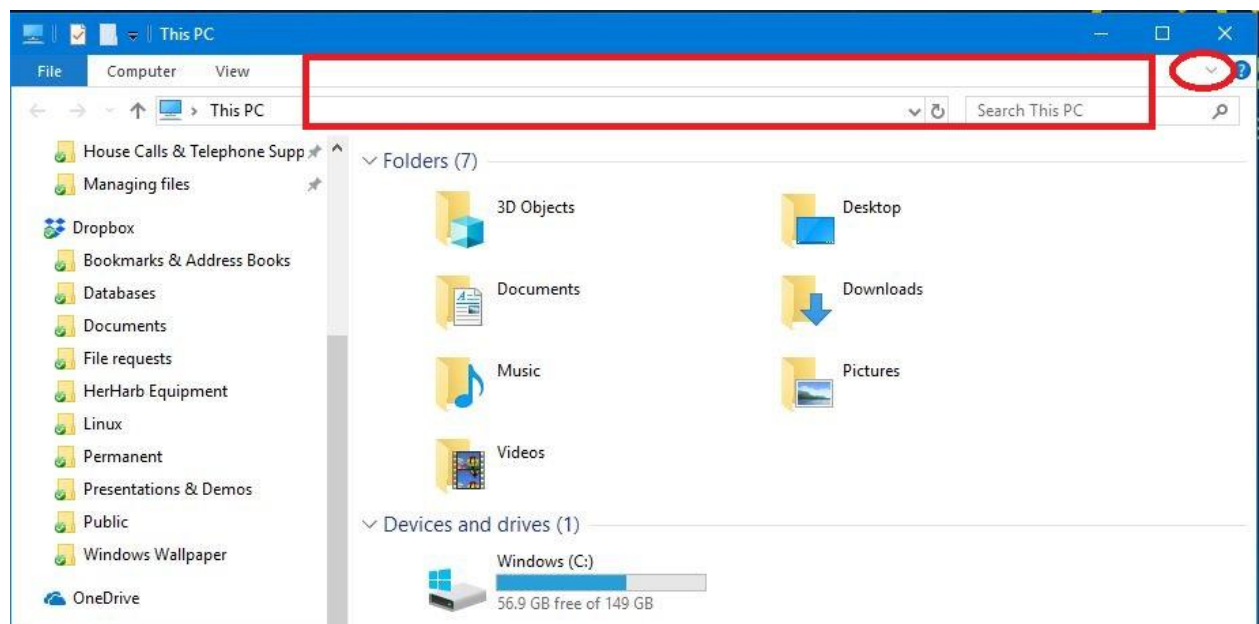 This PC
File Computer View
This PC Search This PC
House Calls & Telephone Supp
Managing files
Dropbox
Bookmarks & Address Books
Databases
Documents
File requests
HerHarb Equipment
Linux
Permanent
Presentations & Demos
Public
Windows Wallpaper
OneDrive
Folders (7)
3D Objects Desktop
Documents Downloads
Music Pictures
Videos
Devices and drives (1)
Windows (C:)
56.9 GB free of 149 GB